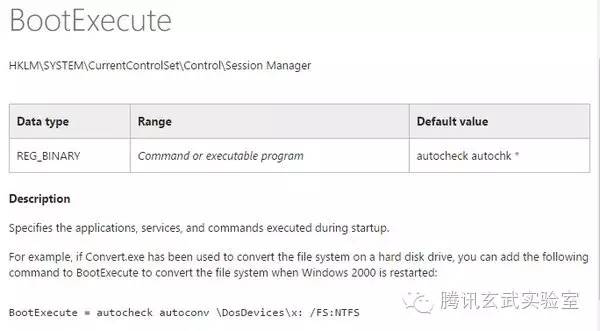 BootExecute
HKLM\SYSTEM\CurrentControlSet\Control\Session Manager
Data type Range Default value
REG_BINARY Command or executable program autocheck autochk *
Description
Specifies the applications, services, and commands executed during startup.
For example, if Convert.exe has been used to convert the file system on a hard disk drive, you can add the following
command to BootExecute to convert the file system when Windows 2000 is restarted:
BootExecute = autocheck autoconv \DosDevices\x: /FS:NTFS
腾讯玄武实验室